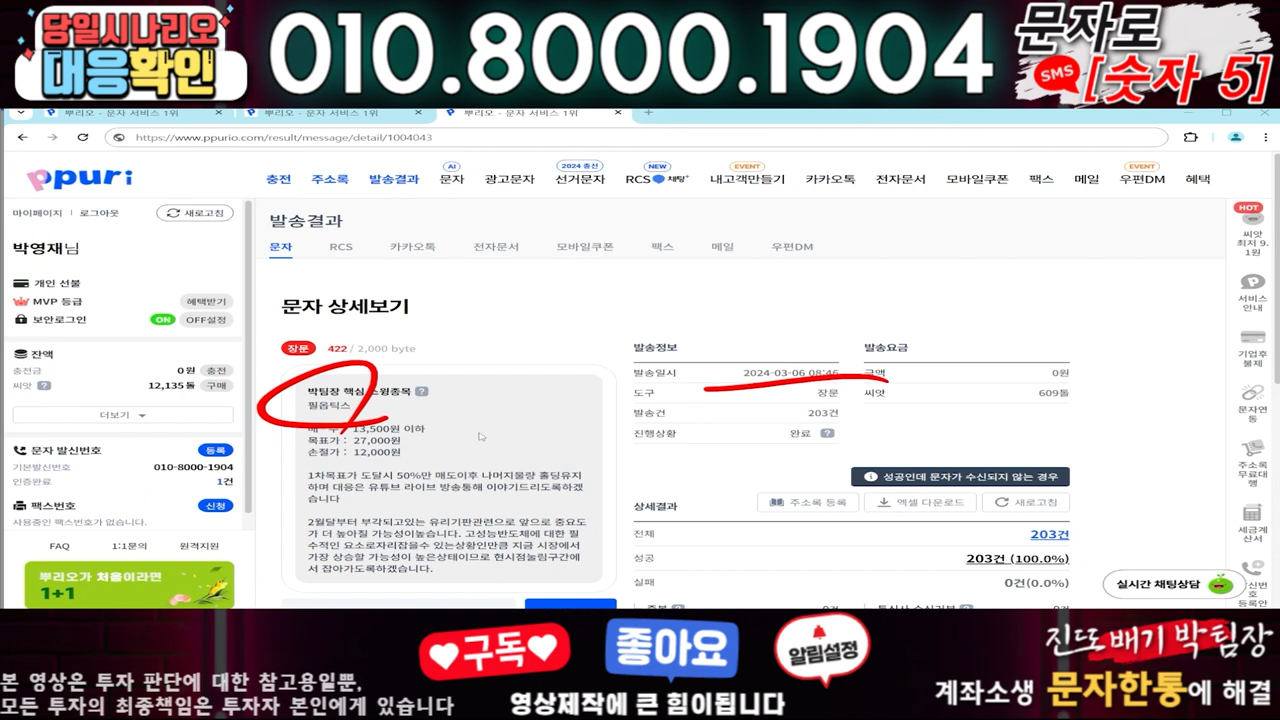 당일시나리오
대응확인
010.8000.1904
문자로
SMS
[숫자 5]
뿌리오 - 문자 서비스 1위
뿌리오 - 문자 서비스 1위
뿌리오 - 문자 서비스 1위
https://www.ppurio.com/result/message/detail/1004043
ppuri
충전
주소록
발송결과
AI
문자
광고문자
2024 총선
선거문자
NEW
RCS 채팅+
EVENT
내고객만들기
카카오톡
전자문서
모바일쿠폰
팩스
메일
EVENT
우편DM
혜택
마이페이지 | 로그아웃
새로고침
박영재님
개인 선불
MVP 등급
혜택받기
보안로그인
ON OFF설정
잔액
충전금 0원 충전
씨앗 ? 12,135톨 구매
더보기
문자 발신번호 등록
기본발신번호 010-8000-1904
인증완료 1건
팩스번호 신청
사용중인 팩스번호가 없습니다.
FAQ 1:1문의 원격지원
뿌리오가 처음이라면
1+1
발송결과
문자 RCS 카카오톡 전자문서 모바일쿠폰 팩스 메일 우편DM
문자 상세보기
장문 422 / 2,000 byte
박팀장 핵심 스윙종목 ?
필옵틱스
13,500원 이하
목표가 : 27,000원
손절가 : 12,000원
1차목표가 도달시 50%만 매도이후 나머지물량 홀딩유지
하며 대응은 유튜브 라이브 방송통해 이야기드리도록하겠
습니다
2월달부터 부각되고있는 유리기판관련으로 앞으로 중요도
가 더 높아질 가능성이높습니다. 고성능반도체에 대한 필
수적인 요소로자리잡을수 있는상황인만큼 지금 시장에서
가장 상승할 가능성이 높은상태이므로 현시점눌림구간에
서 잡아가도록하겠습니다.
발송정보
발송일시 2024-03-06 08:46
도구 장문
발송건 203건
진행상황 완료 ?
발송요금
금액 0원
씨앗 609톨
성공인데 문자가 수신되지 않는 경우
상세결과
주소록 등록
엑셀 다운로드
새로고침
전체 203건
성공 203건 (100.0%)
실패 0건(0.0%)
HOT
씨앗
최저 9.
1원
서비스
안내
기업후
불제
문자연
동
주소록
무료대
행
세금계
산서
신번호
등록안
실시간 채팅상담
구독
좋아요
알림설정
진또배기 박팀장
본 영상은 투자 판단에 대한 참고용일뿐,
모든 투자의 최종책임은 투자자 본인에게 있습니다
영상제작에 큰 힘이됩니다
계좌소생 문자한통에 해결